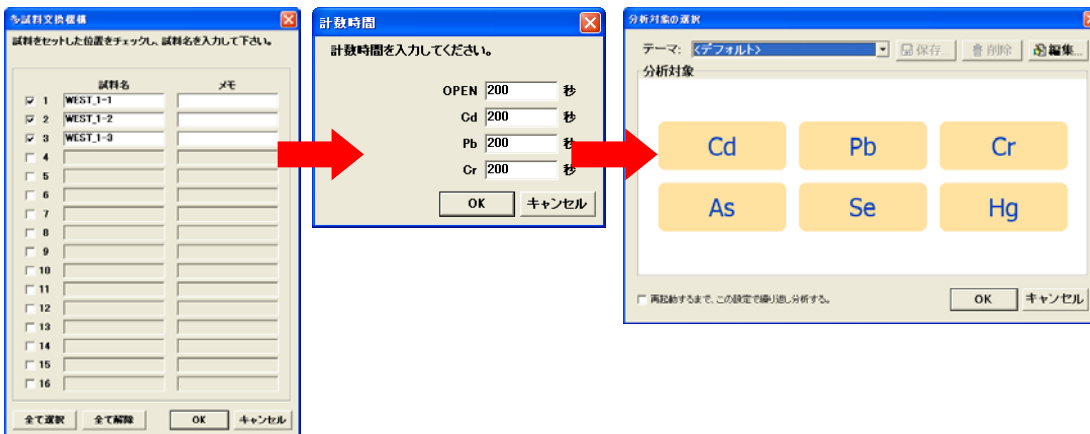 多試料交換機構
試料をセットした位置をチェックし、試料名を入力して下さい。
試料名 メモ
1 WEST_1-1
2 WEST_1-2
3 WEST_1-3
4
5
6
7
8
9
10
11
12
13
14
15
16
全て選択 全て解除 OK キャンセル
計数時間
計数時間を入力してください。
OPEN 200 秒
Cd 200 秒
Pb 200 秒
Cr 200 秒
OK キャンセル
分析対象の選択
テーマ: <デフォルト> 保存... 削除 編集...
分析対象
Cd Pb Cr
As Se Hg
再起動するまで、この設定で繰り返し分析する。
OK キャンセル